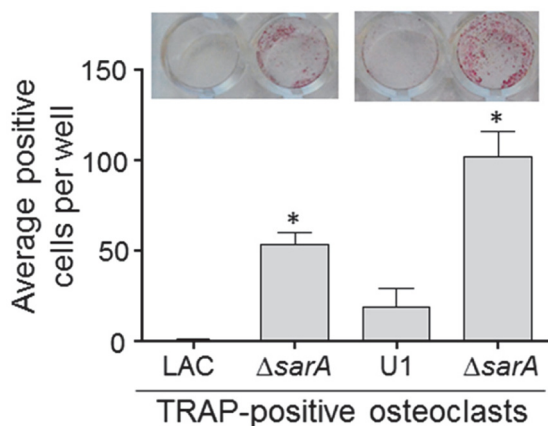 Average positive
cells per well
150
100
50
0
*
*
LAC
ΔsarA
U1
ΔsarA
TRAP-positive osteoclasts